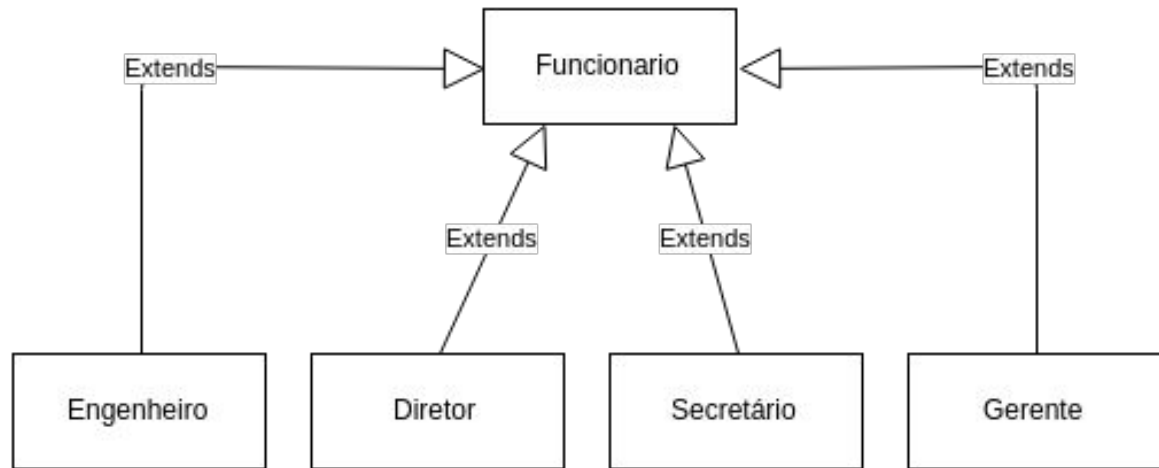 Funcionario
Extends
Extends
Extends
Extends
Engenheiro
Diretor
Secretário
Gerente